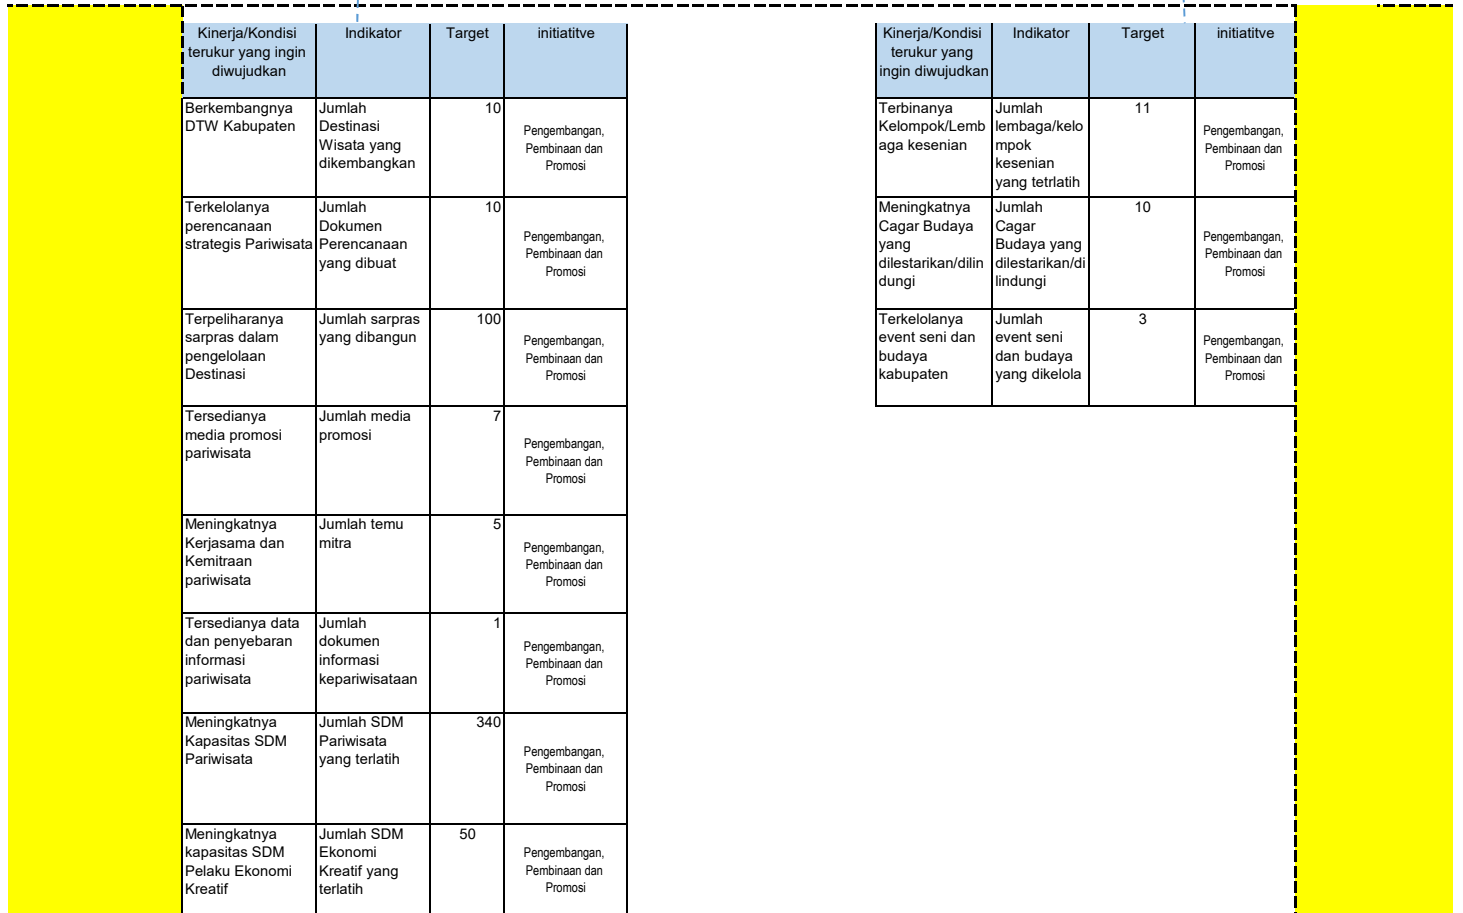 Kinerja/Kondisi
terukur yang ingin
diwujudkan
Indikator
Target
initiatitve
Berkembangnya
DTW Kabupaten
Jumlah
Destinasi
Wisata yang
dikembangkan
10
Pengembangan,
Pembinaan dan
Promosi
Terkelolanya
perencanaan
strategis Pariwisata
Jumlah
Dokumen
Perencanaan
yang dibuat
10
Pengembangan,
Pembinaan dan
Promosi
Terpeliharanya
sarpras dalam
pengelolaan
Destinasi
Jumlah sarpras
yang dibangun
100
Pengembangan,
Pembinaan dan
Promosi
Tersedianya
media promosi
pariwisata
Jumlah media
promosi
7
Pengembangan,
Pembinaan dan
Promosi
Meningkatnya
Kerjasama dan
Kemitraan
pariwisata
Jumlah temu
mitra
5
Pengembangan,
Pembinaan dan
Promosi
Tersedianya data
dan penyebaran
informasi
pariwisata
Jumlah
dokumen
informasi
kepariwisataan
1
Pengembangan,
Pembinaan dan
Promosi
Meningkatnya
Kapasitas SDM
Pariwisata
Jumlah SDM
Pariwisata
yang terlatih
340
Pengembangan,
Pembinaan dan
Promosi
Meningkatnya
kapasitas SDM
Pelaku Ekonomi
Kreatif
Jumlah SDM
Ekonomi
Kreatif yang
terlatih
50
Pengembangan,
Pembinaan dan
Promosi
Kinerja/Kondisi
terukur yang
ingin diwujudkan
Indikator
Target
initiatitve
Terbinanya
Kelompok/Lemb
aga kesenian
Jumlah
lembaga/kelo
mpok
kesenian
yang tetrlatih
11
Pengembangan,
Pembinaan dan
Promosi
Meningkatnya
Cagar Budaya
yang
dilestarikan/dilin
dungi
Jumlah
Cagar
Budaya yang
dilestarikan/di
lindungi
10
Pengembangan,
Pembinaan dan
Promosi
Terkelolanya
event seni dan
budaya
kabupaten
Jumlah
event seni
dan budaya
yang dikelola
3
Pengembangan,
Pembinaan dan
Promosi